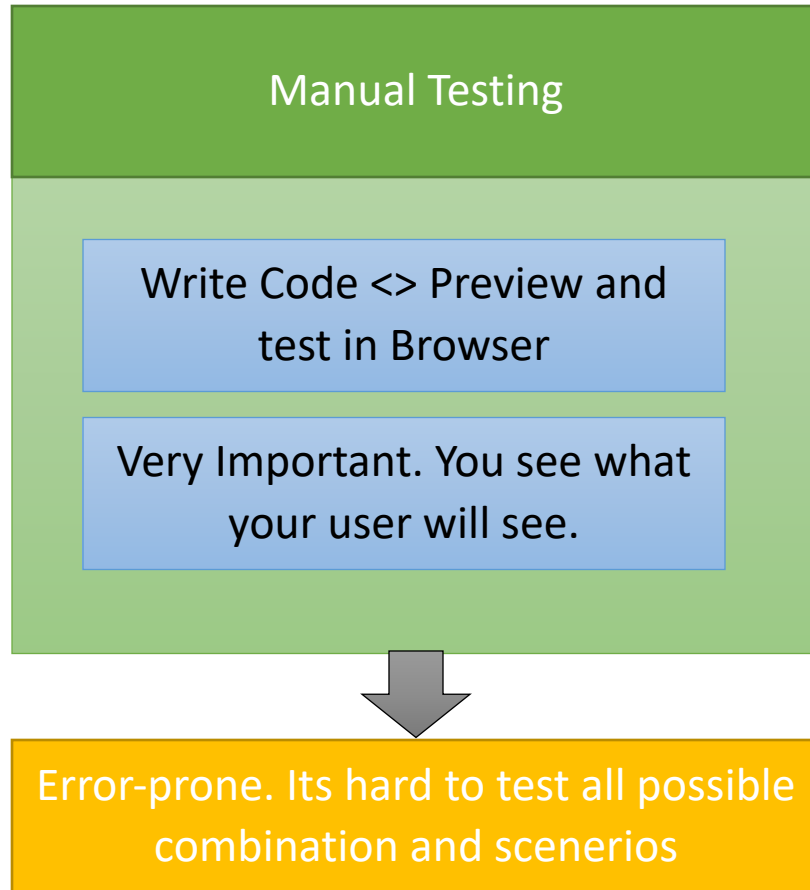 Manual Testing
Write Code <> Preview and
test in Browser
Very Important. You see what
your user will see.
Error-prone. Its hard to test all possible
combination and scenerios